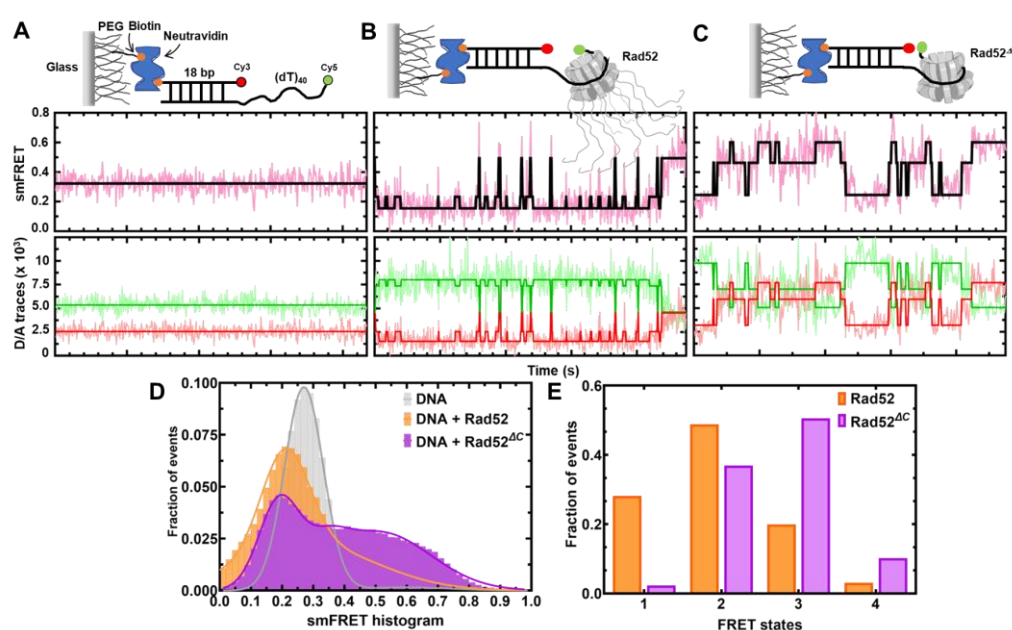 A
PEG Biotin
Neutravidin
Glass
18 bp
Cy3
(dT)40
Cy5
B
Rad52
C
smFRET
0.8
0.6
0.4
0.2
0.0
D/A traces (x 10³)
10
7.5
5.0
2.5
0
Time (s)
D
Fraction of events
0.100
0.075
0.050
0.025
0.000
DNA
DNA + Rad52
DNA + Rad52ΔC
0.0 0.1 0.2 0.3 0.4 0.5 0.6 0.7 0.8 0.9 1.0
smFRET histogram
E
Fraction of events
0.6
0.4
0.2
0.0
Rad52
Rad52ΔC
1 2 3 4
FRET states